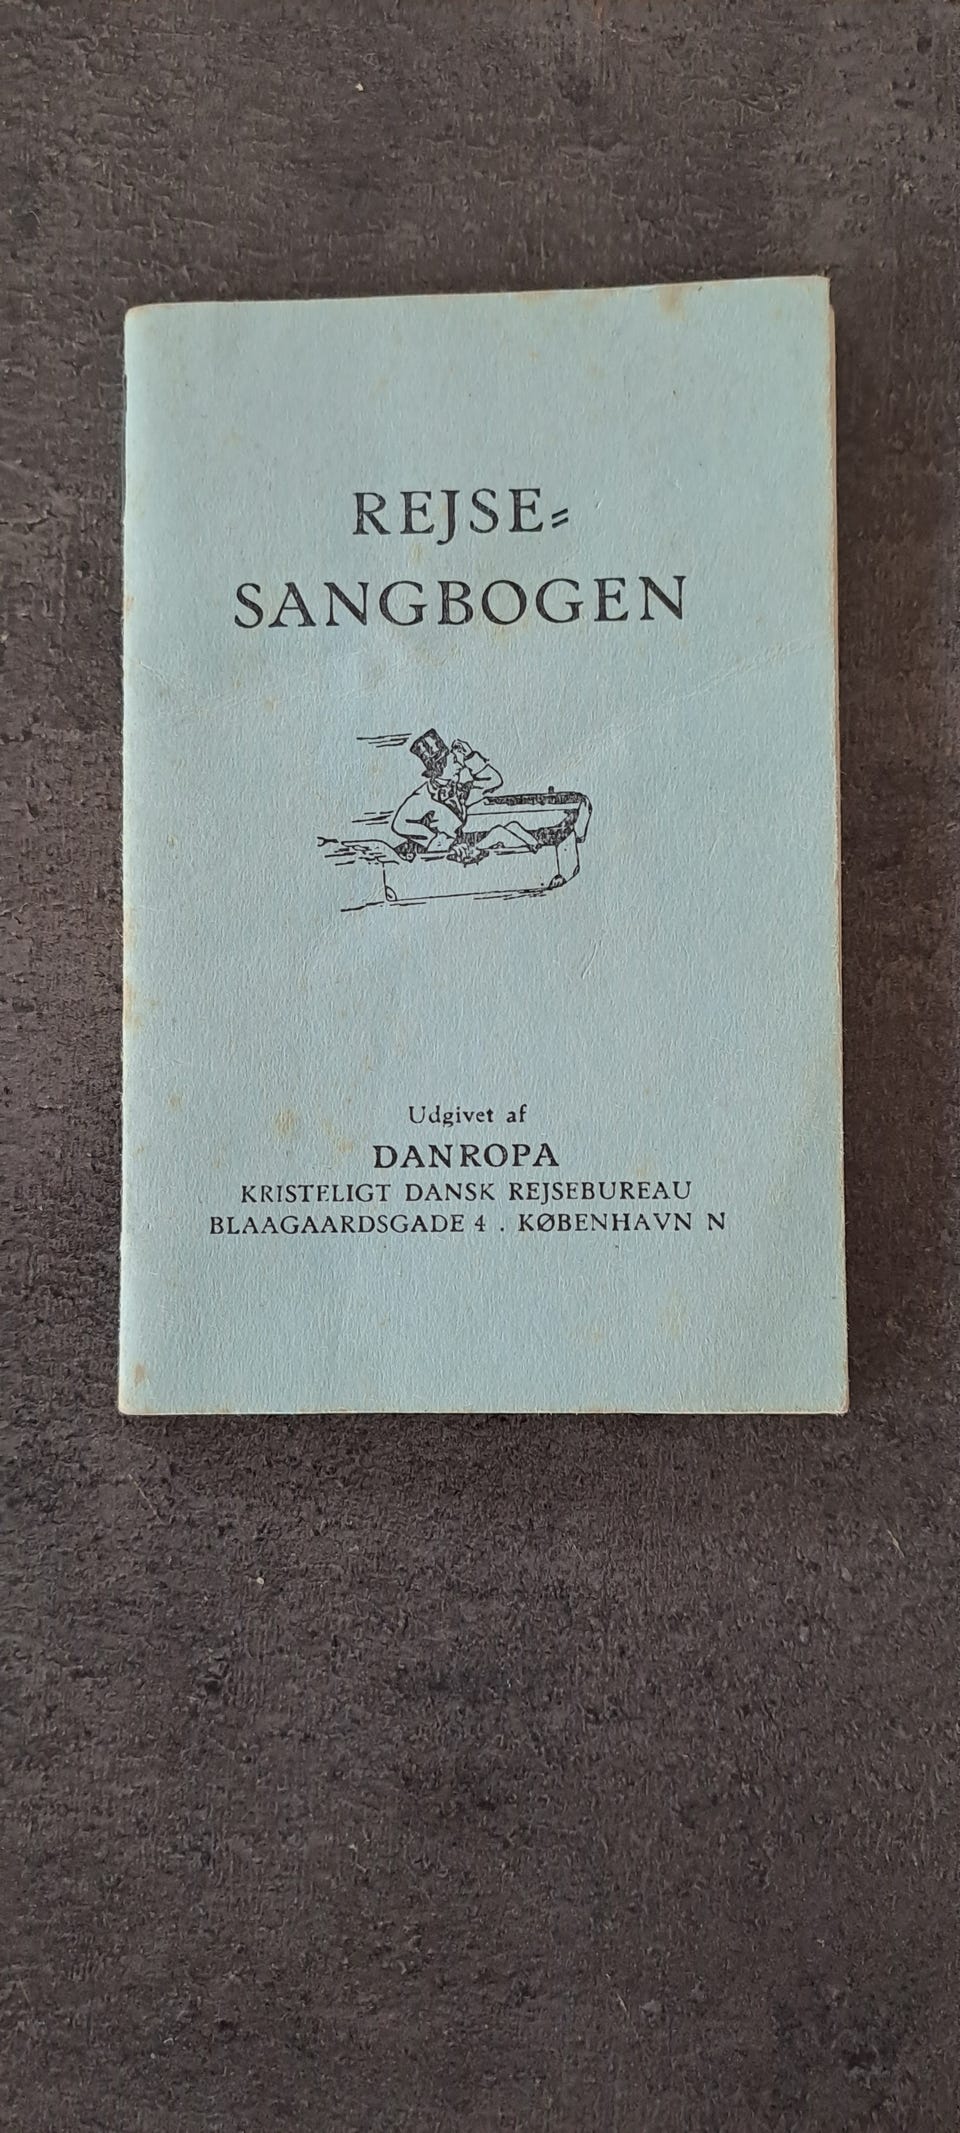 REJSE=
SANGBOGEN
Udgivet af
DANROPA
KRISTELIGT DANSK REJSEBUREAU
BLAAGAARDSGADE 4 . KØBENHAVN N